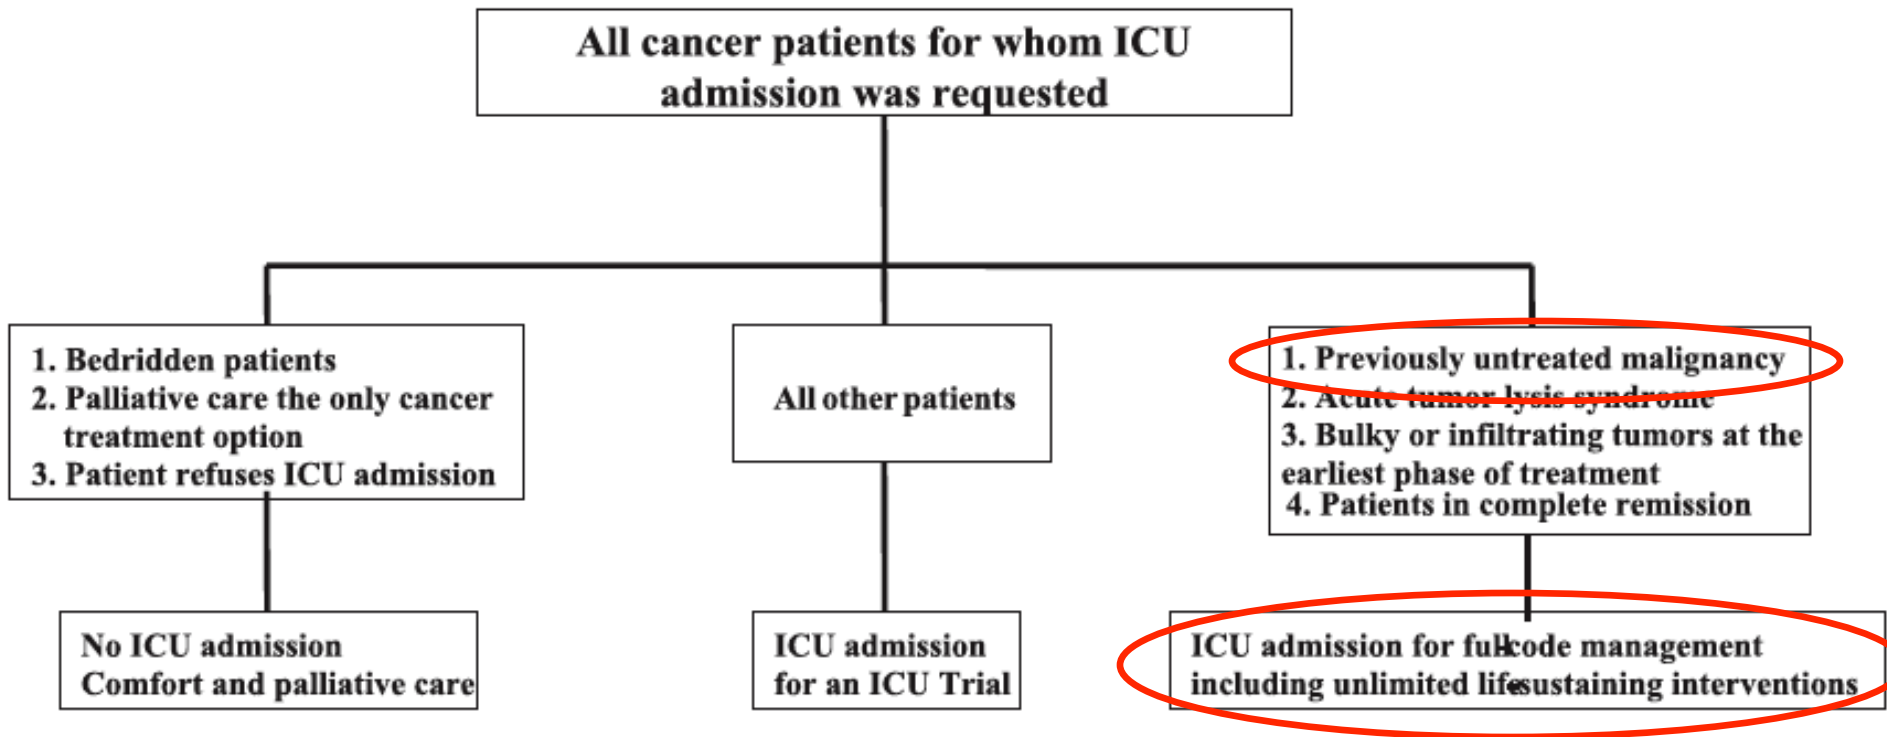 All cancer patients for whom ICU
admission was requested
1. Bedridden patients
2. Palliative care the only cancer
treatment option
3. Patient refuses ICU admission
All other patients
1. Previously untreated malignancy
2. Acute tumor lysis syndrome
3. Bulky or infiltrating tumors at the
earliest phase of treatment
4. Patients in complete remission
No ICU admission
Comfort and palliative care
ICU admission
for an ICU Trial
ICU admission for full-code management
including unlimited life-sustaining interventions